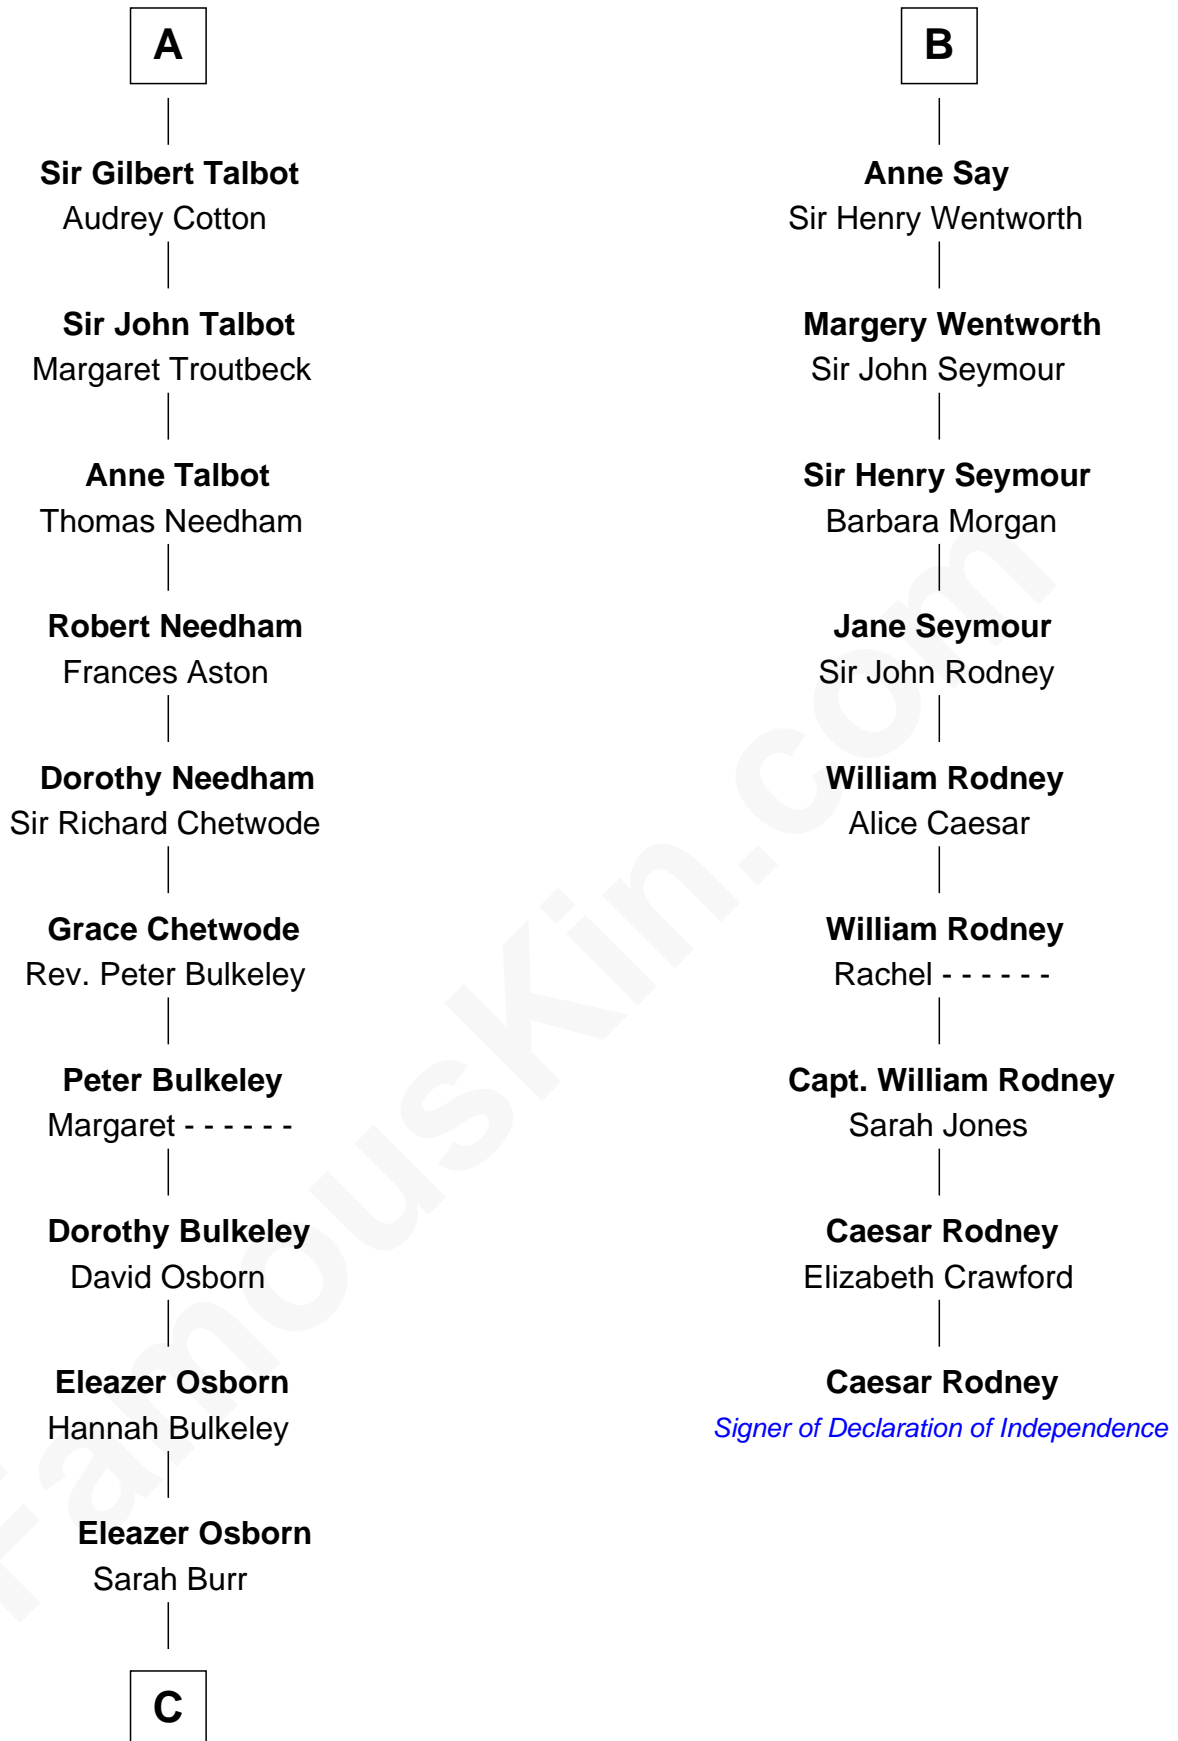 A
Sir Gilbert Talbot
Audrey Cotton
Sir John Talbot
Margaret Troutbeck
Anne Talbot
Thomas Needham
Robert Needham
Frances Aston
Dorothy Needham
Sir Richard Chetwode
Grace Chetwode
Rev. Peter Bulkeley
Peter Bulkeley
Margaret - - - - - -
Dorothy Bulkeley
David Osborn
Eleazer Osborn
Hannah Bulkeley
Eleazer Osborn
Sarah Burr
C
B
Anne Say
Sir Henry Wentworth
Margery Wentworth
Sir John Seymour
Sir Henry Seymour
Barbara Morgan
Jane Seymour
Sir John Rodney
William Rodney
Alice Caesar
William Rodney
Rachel - - - - - -
Capt. William Rodney
Sarah Jones
Caesar Rodney
Elizabeth Crawford
Caesar Rodney
Signer of Declaration of Independence
FamousKin.com